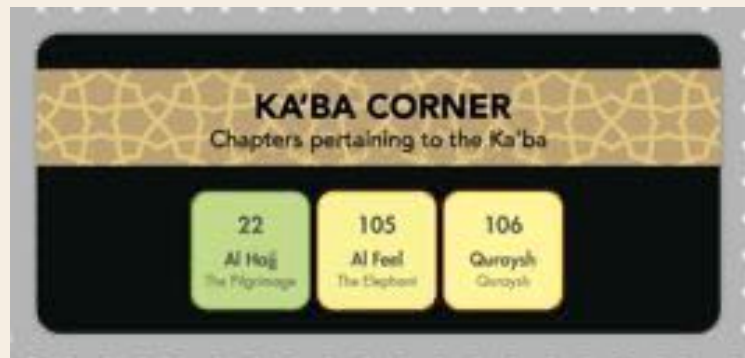 KA'BA CORNER
Chapters pertaining to the Ka'ba
22
Al Hajj
The Pilgrimage
105
Al Feel
The Elephant
106
Quraysh
Quraysh